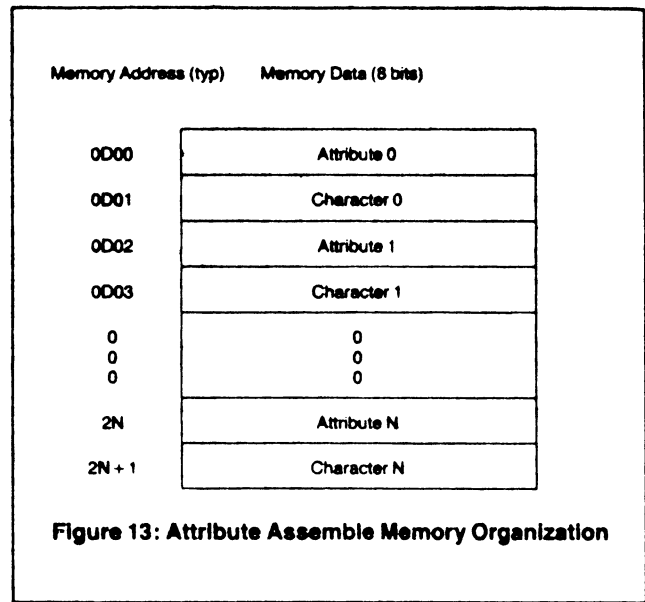 Memory Address (typ) Memory Data (8 bits)
0D00 Attribute 0
0D01 Character 0
0D02 Attribute 1
0D03 Character 1
0 0
0 0
0 0
2N Attribute N
2N + 1 Character N
Figure 13: Attribute Assemble Memory Organization